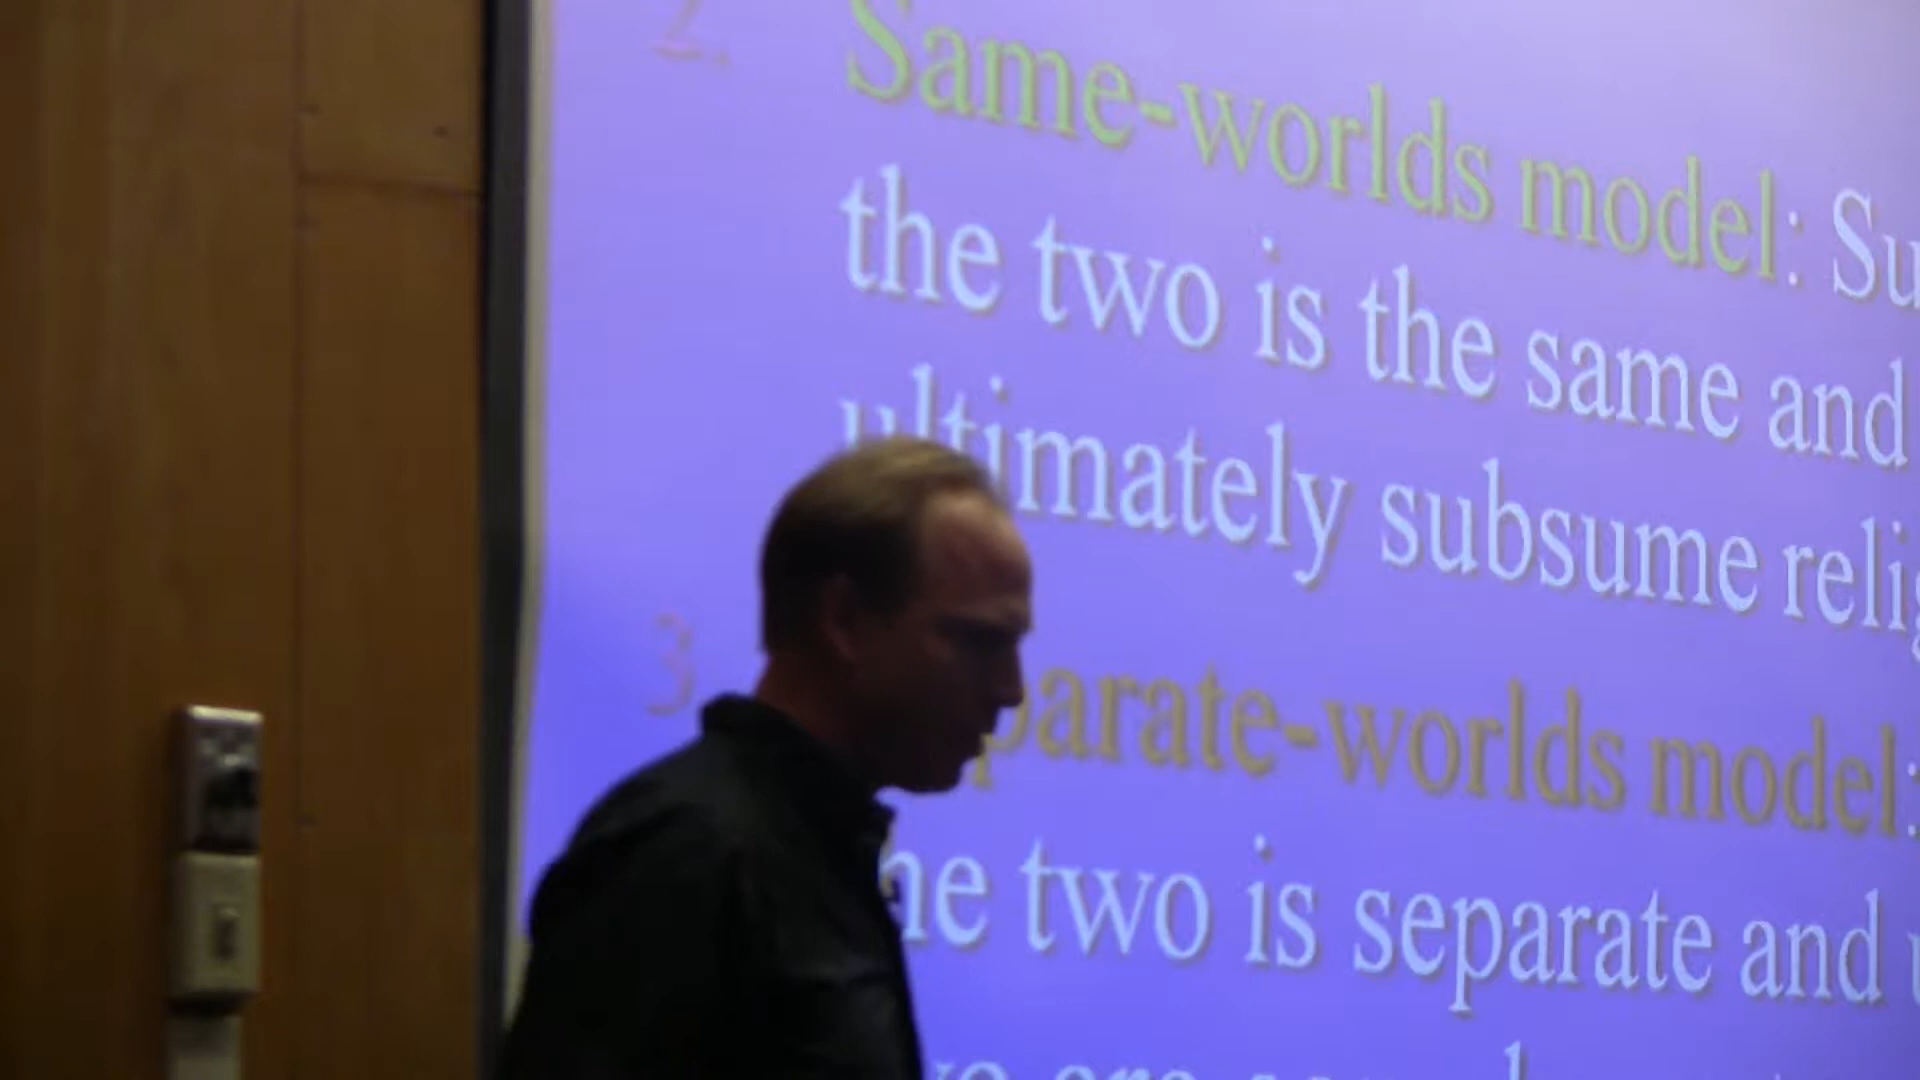 2. Same-worlds model: Su
the two is the same and
ultimately subsume relig
3. parate-worlds model:
he two is separate and